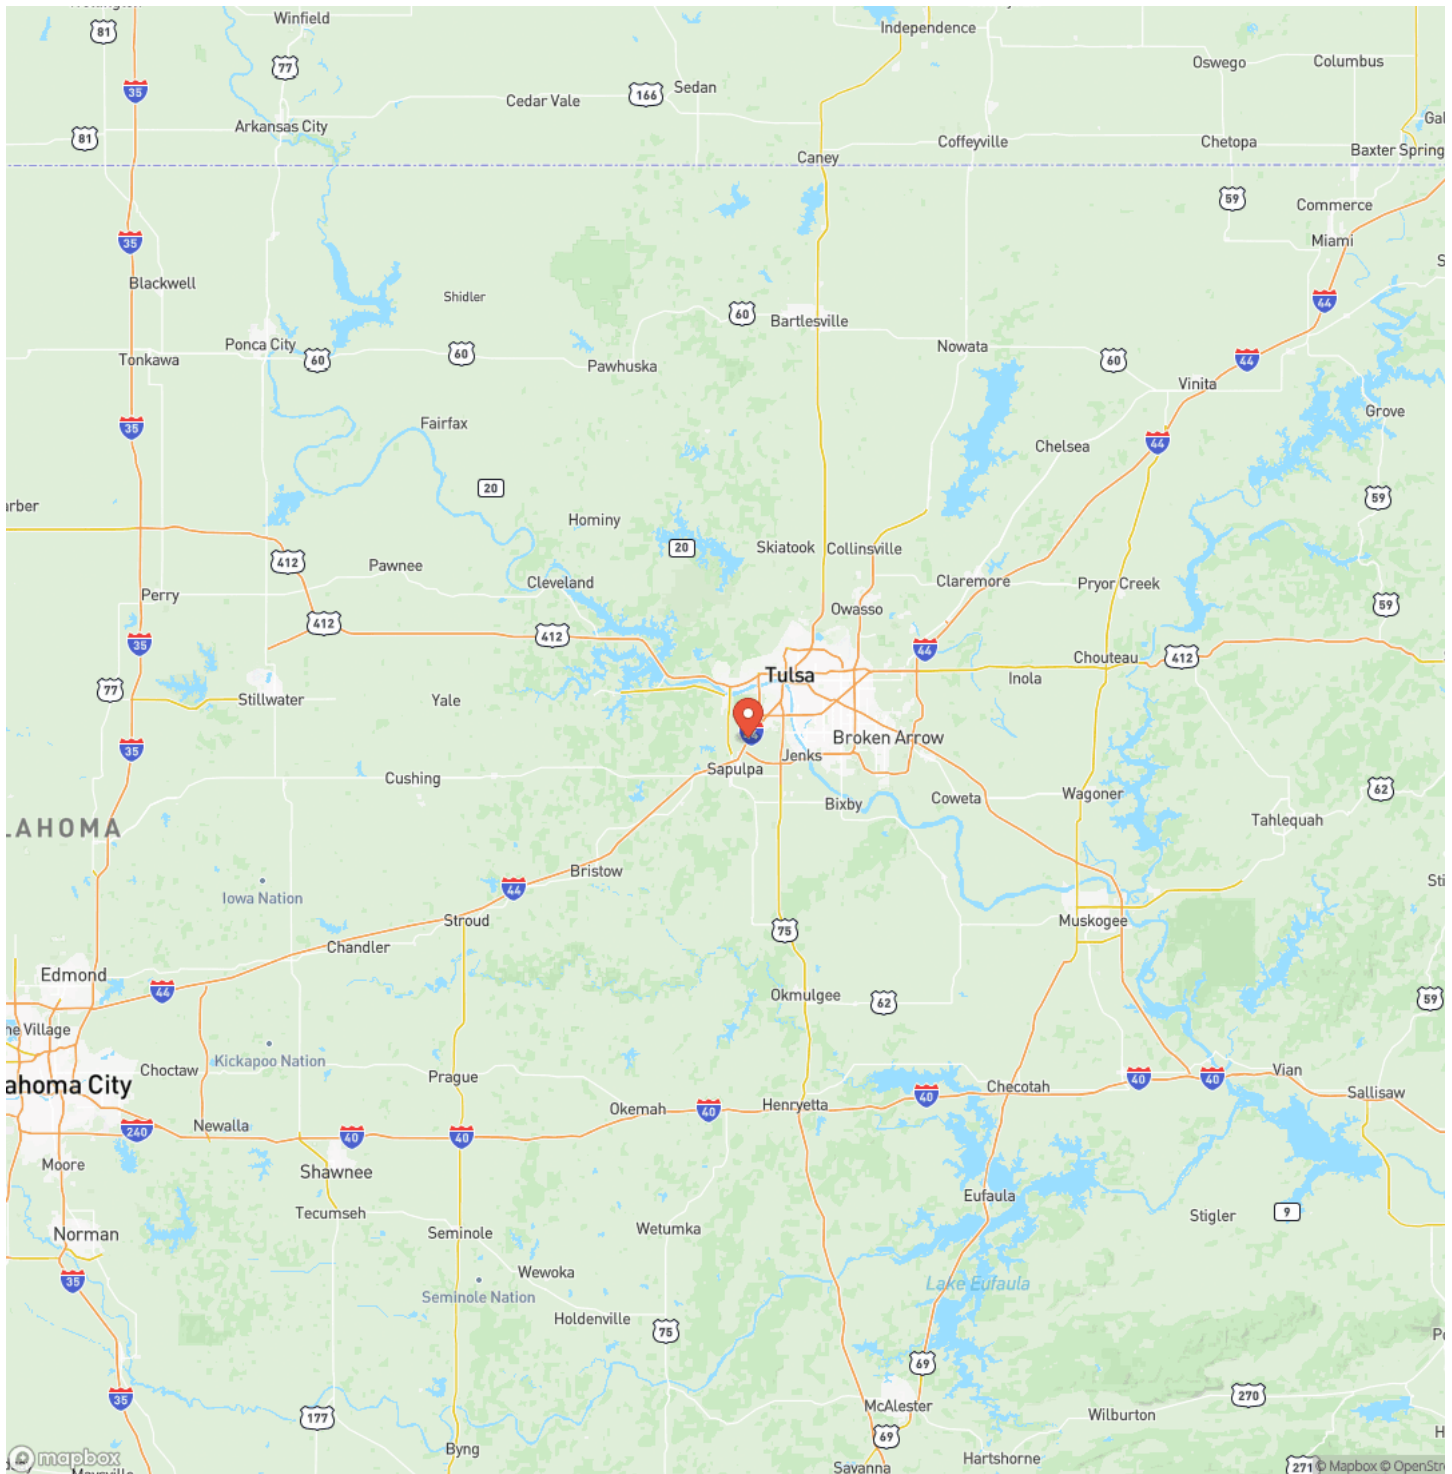 Winfield
Independence
81
77
Oswego
Columbus
35
Cedar Vale
166
Sedan
81
Arkansas City
Coffeyville
Chetopa
Caney
Baxter Spring
59
Commerce
35
Miami
Blackwell
Shidler
44
60
Bartlesville
Ponca City
Nowata
Tonkawa
60
60
Pawhuska
60
44
Vinita
Grove
Fairfax
35
44
Chelsea
20
59
arber
Hominy
20
Skiatook
Collinsville
412
Pawnee
Cleveland
Claremore
Pryor Creek
Perry
Owasso
59
412
412
35
44
Chouteau
412
Tulsa
Inola
77
Stillwater
Yale
35
Broken Arrow
Jenks
Sapulpa
Cushing
62
Bixby
Coweta
Wagoner
Tahlequah
LAHOMA
Bristow
44
Iowa Nation
Sti
Stroud
Muskogee
75
Chandler
Edmond
44
Okmulgee
62
59
he Village
Kickapoo Nation
Choctaw
Prague
Vian
40
40
ahoma City
Checotah
Sallisaw
40
Okemah
40
Henryetta
Newalla
240
40
40
Moore
Shawnee
Eufaula
Tecumseh
Stigler
9
Norman
Seminole
Wetumka
35
Wewoka
Lake Eufaula
Seminole Nation
Holdenville
75
Po
69
35
270
McAlester
Wilburton
177
H
69
Byng
Hartshorne
mapbox
Savanna
271
© Mapbox © OpenStre